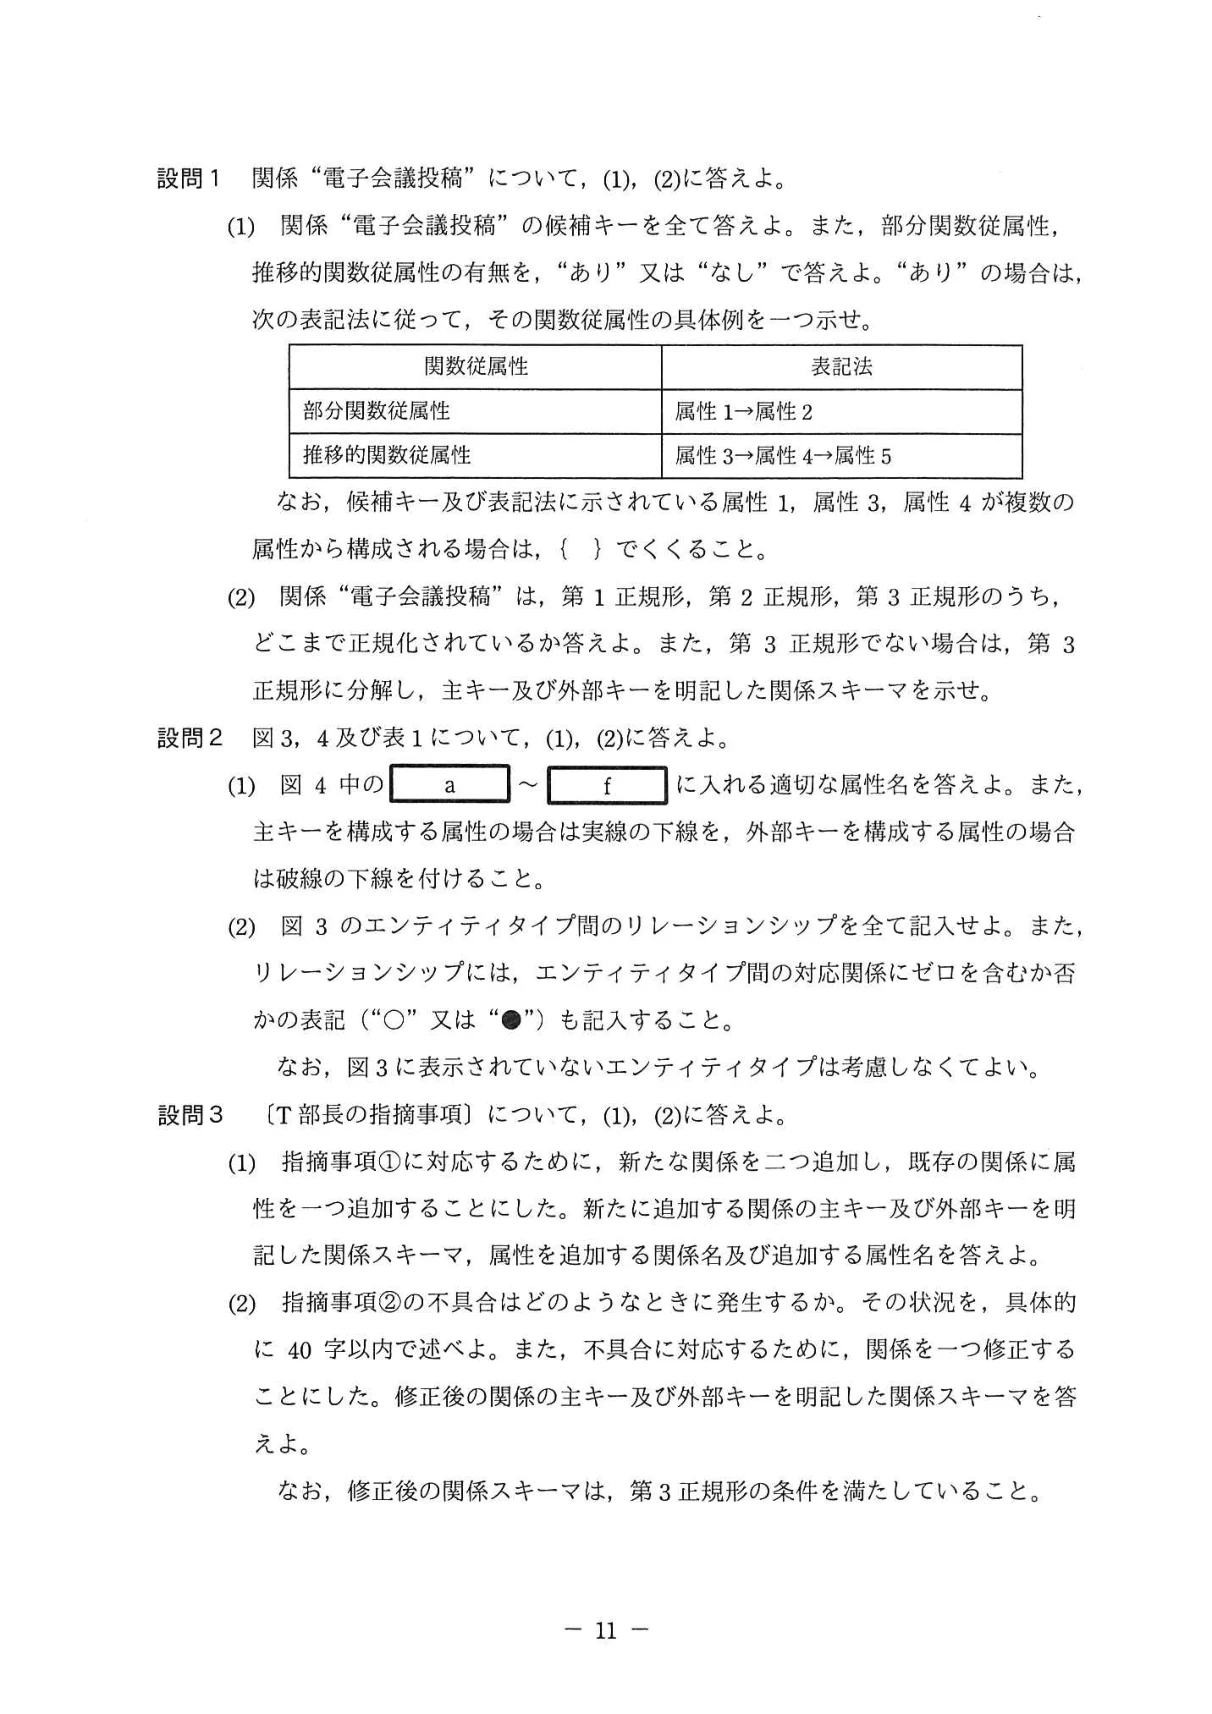 設問1 関係“電子会議投稿”について，(1)，(2)に答えよ。
(1) 関係“電子会議投稿”の候補キーを全て答えよ。また，部分関数従属性，
推移的関数従属性の有無を，“あり”又は“なし”で答えよ。“あり”の場合は，
次の表記法に従って，その関数従属性の具体例を一つ示せ。
関数従属性 表記法
部分関数従属性 属性1→属性2
推移的関数従属性 属性3→属性4→属性5
なお，候補キー及び表記法に示されている属性1，属性3，属性4が複数の
属性から構成される場合は，{ }でくくること。
(2) 関係“電子会議投稿”は，第1正規形，第2正規形，第3正規形のうち，
どこまで正規化されているか答えよ。また，第3正規形でない場合は，第3
正規形に分解し，主キー及び外部キーを明記した関係スキーマを示せ。
設問2 図3，4及び表1について，(1)，(2)に答えよ。
(1) 図4中の a ～ f に入れる適切な属性名を答えよ。また，
主キーを構成する属性の場合は実線の下線を，外部キーを構成する属性の場合
は破線の下線を付けること。
(2) 図3のエンティティタイプ間のリレーションシップを全て記入せよ。また，
リレーションシップには，エンティティタイプ間の対応関係にゼロを含むか否
かの表記（“○”又は“●”）も記入すること。
なお，図3に表示されていないエンティティタイプは考慮しなくてよい。
設問3 〔T部長の指摘事項〕について，(1)，(2)に答えよ。
(1) 指摘事項①に対応するために，新たな関係を二つ追加し，既存の関係に属
性を一つ追加することにした。新たに追加する関係の主キー及び外部キーを明
記した関係スキーマ，属性を追加する関係名及び追加する属性名を答えよ。
(2) 指摘事項②の不具合はどのようなときに発生するか。その状況を，具体的
に40字以内で述べよ。また，不具合に対応するために，関係を一つ修正する
ことにした。修正後の関係の主キー及び外部キーを明記した関係スキーマを答
えよ。
なお，修正後の関係スキーマは，第3正規形の条件を満たしていること。
－ 11 －